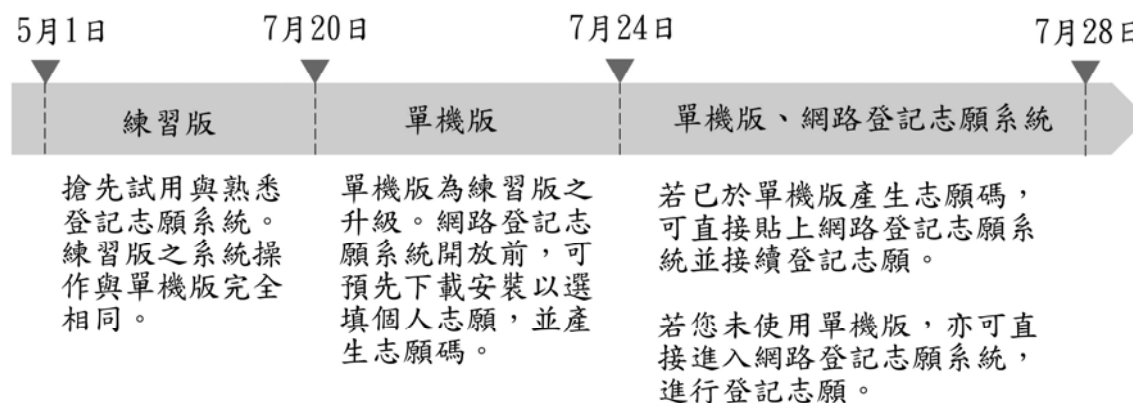 5月1日
7月20日
7月24日
7月28日
練習版
單機版
單機版、網路登記志願系統
搶先試用與熟悉
登記志願系統。
練習版之系統操
作與單機版完全
相同。
單機版為練習版之
升級。網路登記志
願系統開放前，可
預先下載安裝以選
填個人志願，並產
生志願碼。
若已於單機版產生志願碼，
可直接貼上網路登記志願系
統並接續登記志願。
若您未使用單機版，亦可直
接進入網路登記志願系統，
進行登記志願。